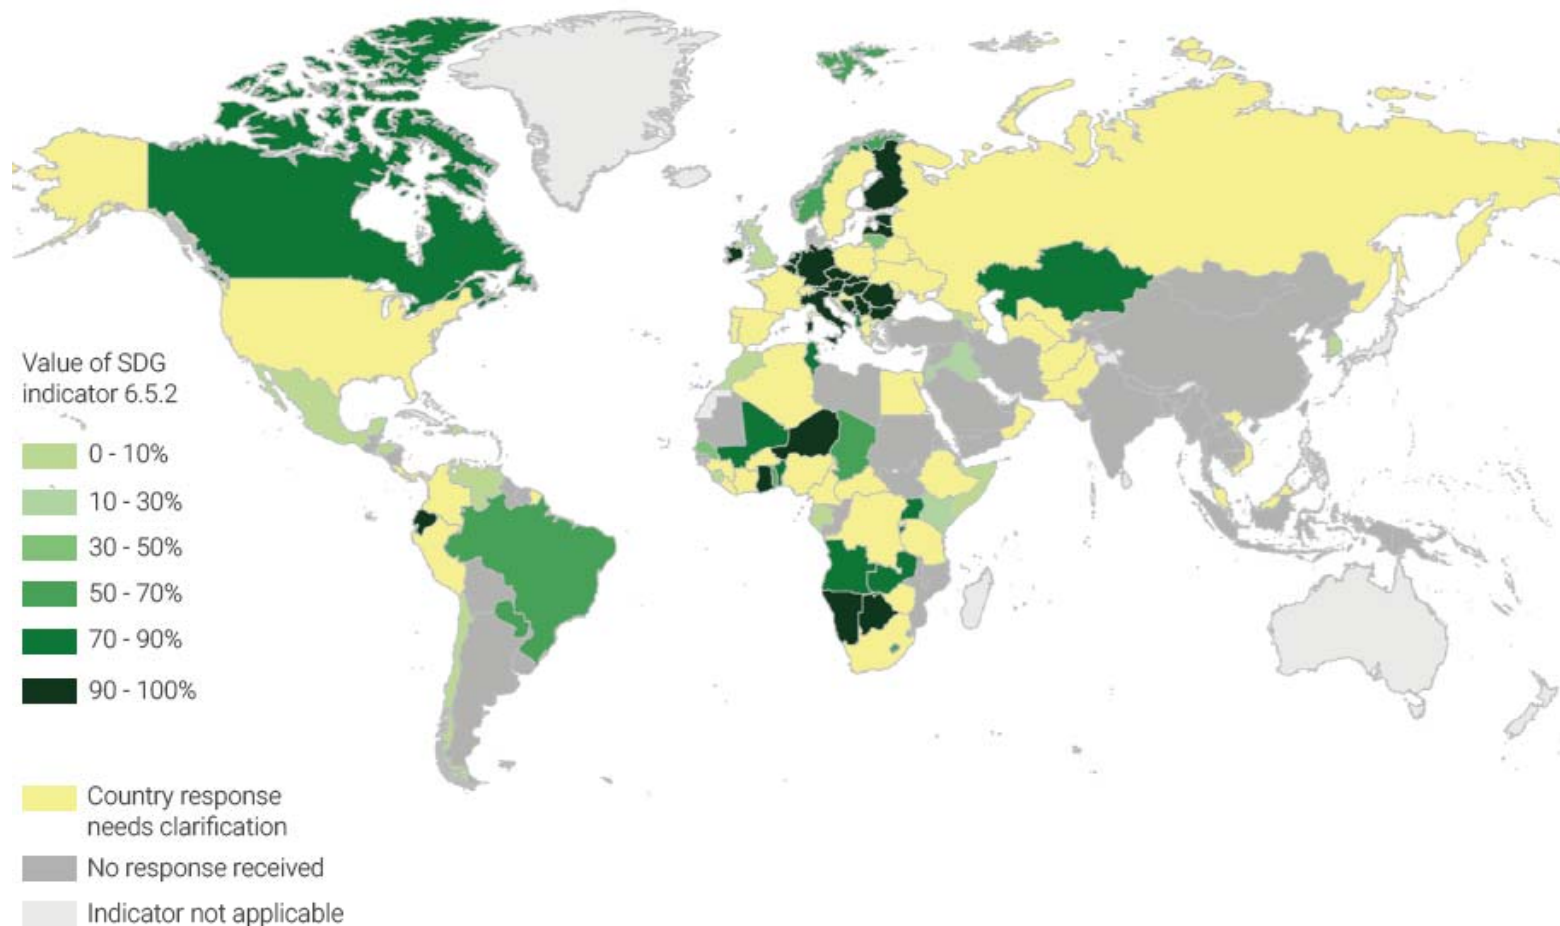 Value of SDG
indicator 6.5.2
0 - 10%
10 - 30%
30 - 50%
50 - 70%
70 - 90%
90 - 100%
Country response
needs clarification
No response received
Indicator not applicable